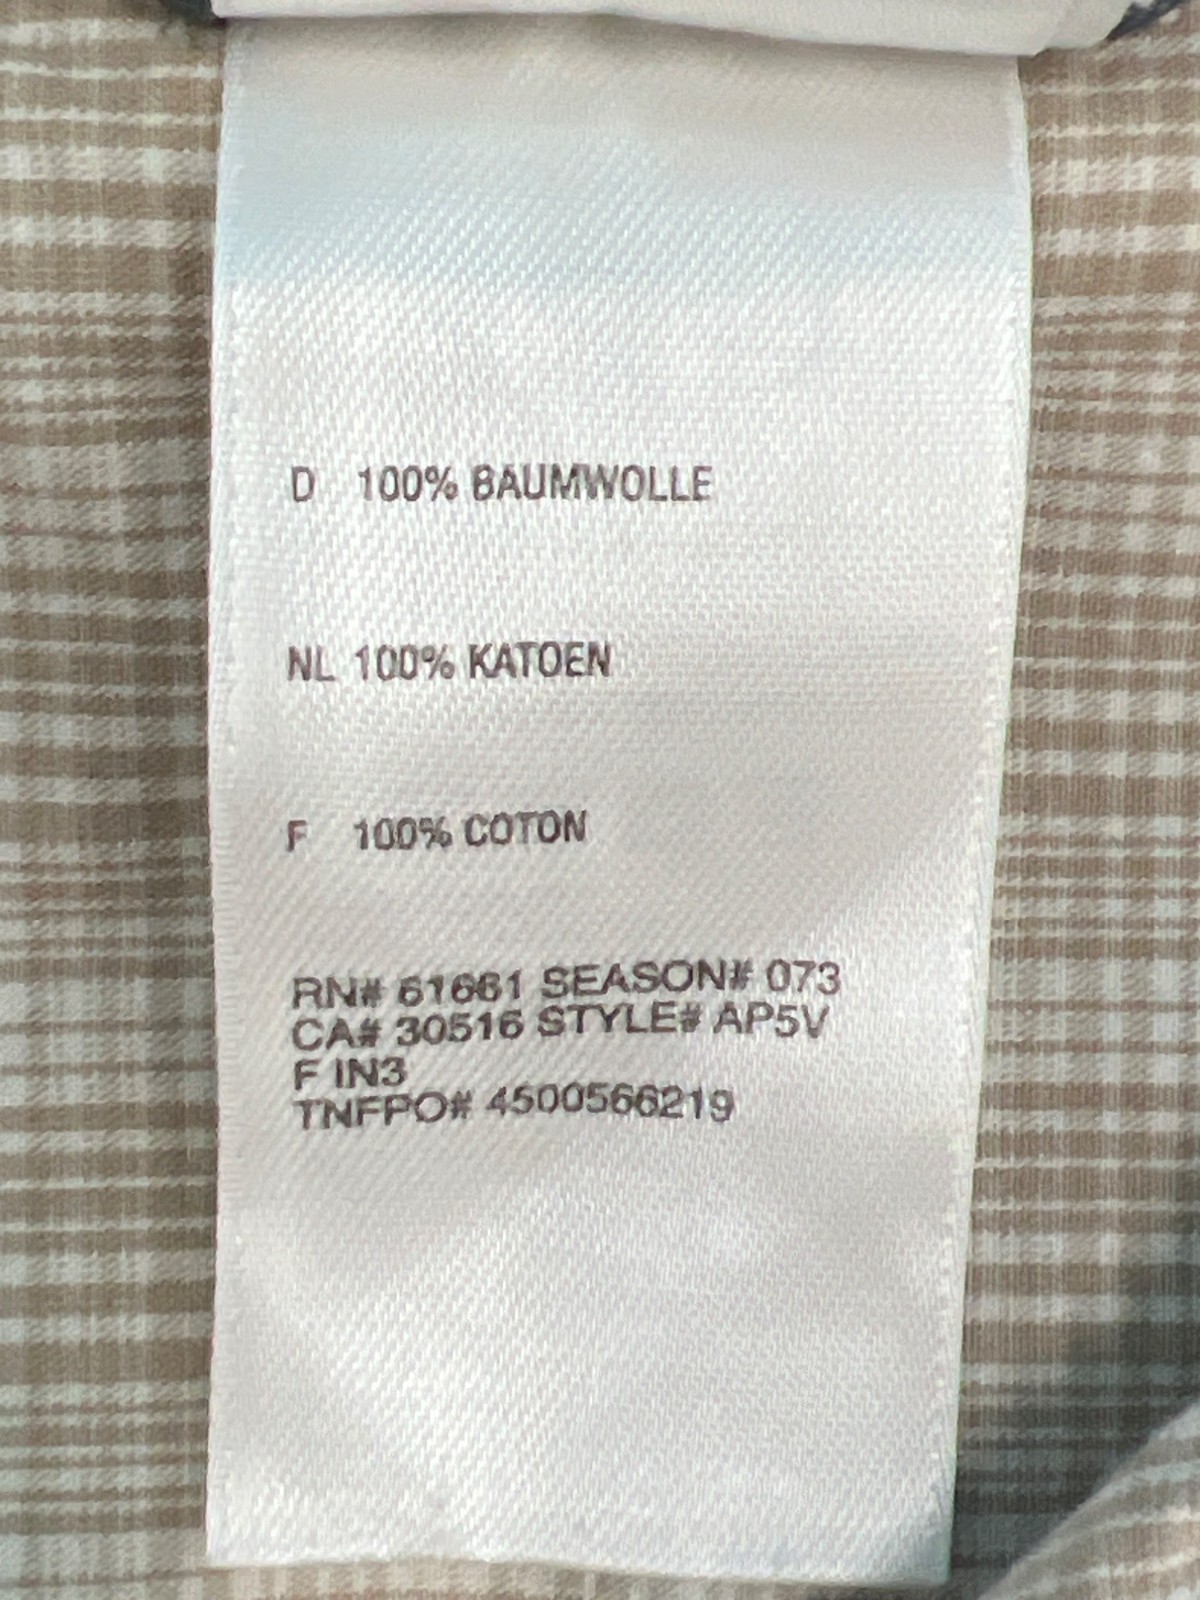 D 100% BAUMWOLLE
NL 100% KATOEN
F 100% COTON
RN# 61661 SEASON# 073
CA# 30516 STYLE# AP5V
F IN3
TNFPO# 4500566219